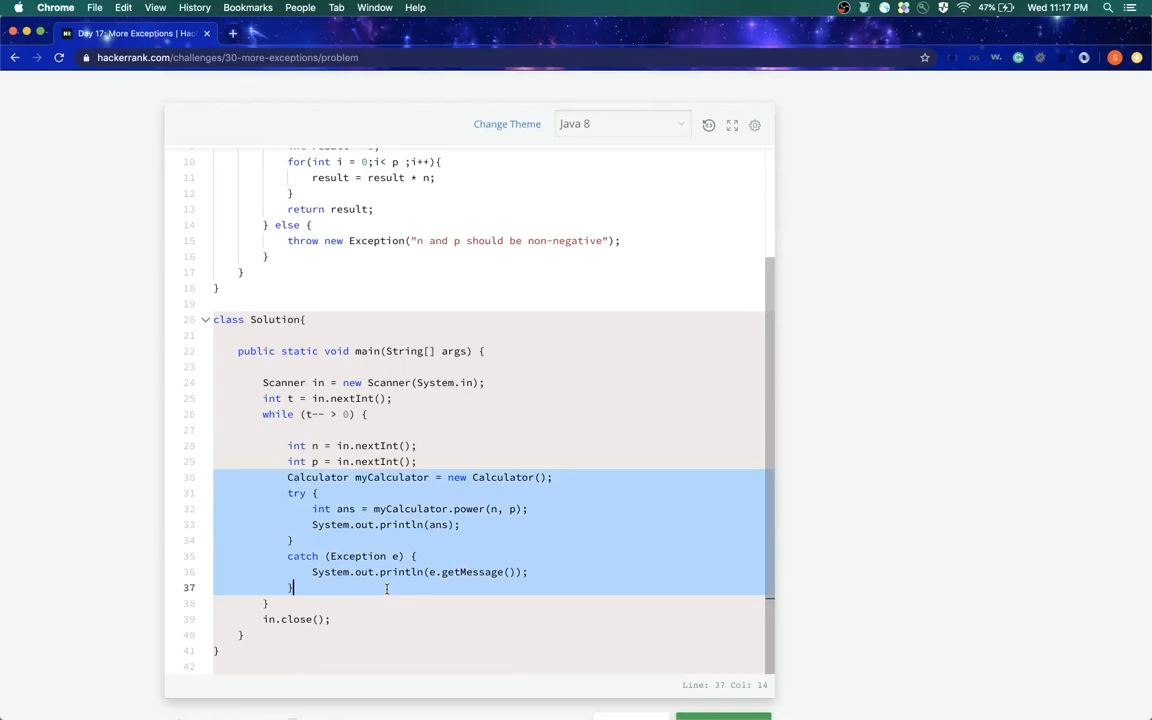 Chrome File Edit View History Bookmarks People Tab Window Help 47% Wed 11:17 PM
Day 17: More Exceptions | Hac
hackerrank.com/challenges/30-more-exceptions/problem
Change Theme Java 8
10 for(int i = 0;i< p ;i++){
11 result = result * n;
12 }
13 return result;
14 } else {
15 throw new Exception("n and p should be non-negative");
16 }
17 }
18 }
19
20 class Solution{
21
22 public static void main(String[] args) {
23
24 Scanner in = new Scanner(System.in);
25 int t = in.nextInt();
26 while (t-- > 0) {
27
28 int n = in.nextInt();
29 int p = in.nextInt();
30 Calculator myCalculator = new Calculator();
31 try {
32 int ans = myCalculator.power(n, p);
33 System.out.println(ans);
34 }
35 catch (Exception e) {
36 System.out.println(e.getMessage());
37 }
38 }
39 in.close();
40 }
41 }
42
Line: 37 Col: 14